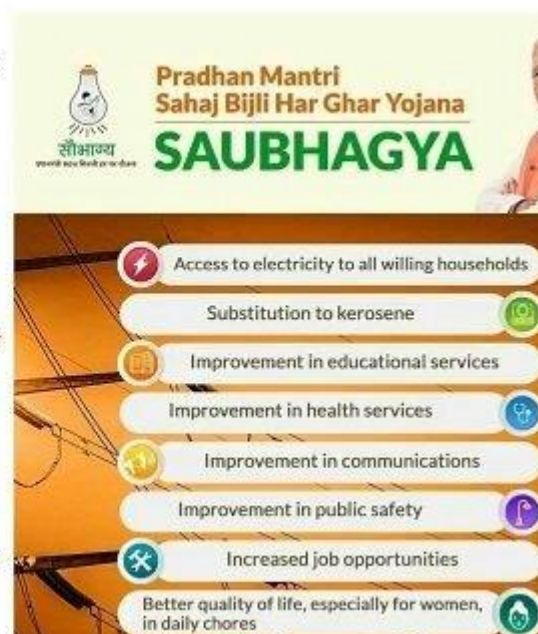 Pradhan Mantri
Sahaj Bijli Har Ghar Yojana
सौभाग्य
SAUBHAGYA
Access to electricity to all willing households
Substitution to kerosene
Improvement in educational services
Improvement in health services
Improvement in communications
Improvement in public safety
Increased job opportunities
Better quality of life, especially for women,
in daily chores